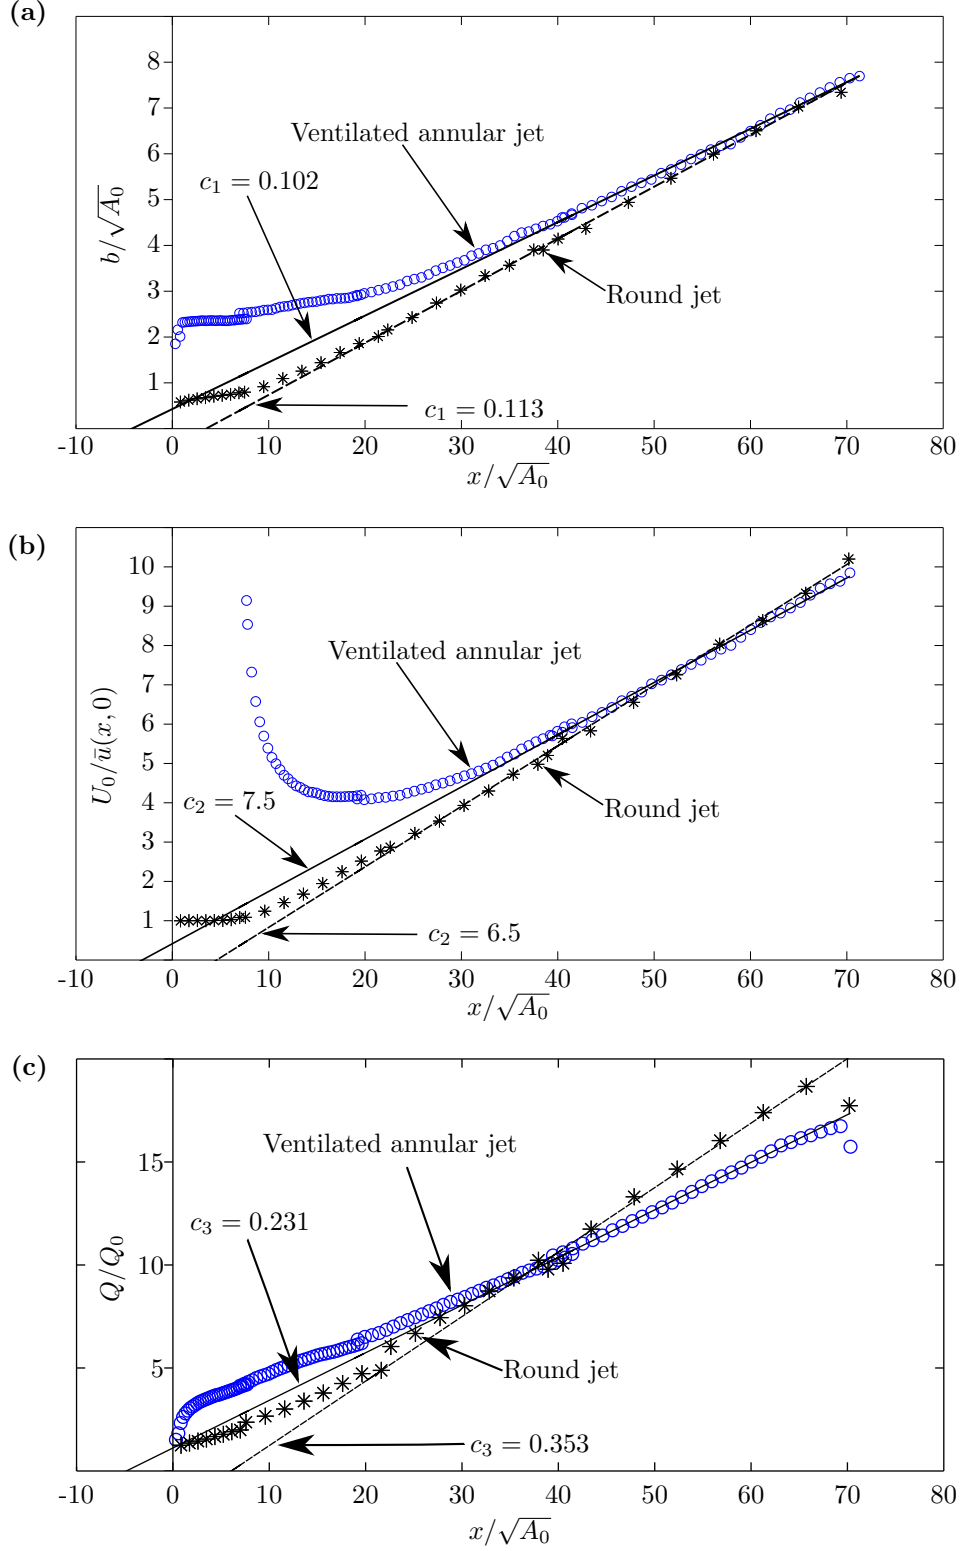 (a)
8
7
6
5
4
3
2
1
b/√A₀
Ventilated annular jet
c₁ = 0.102
Round jet
c₁ = 0.113
-10 0 10 20 30 40 50 60 70 80
x/√A₀
(b)
10
9
8
7
6
5
4
3
2
1
U₀/ū(x, 0)
Ventilated annular jet
c₂ = 7.5
Round jet
c₂ = 6.5
-10 0 10 20 30 40 50 60 70 80
x/√A₀
(c)
15
10
5
Q/Q₀
Ventilated annular jet
c₃ = 0.231
Round jet
c₃ = 0.353
-10 0 10 20 30 40 50 60 70 80
x/√A₀